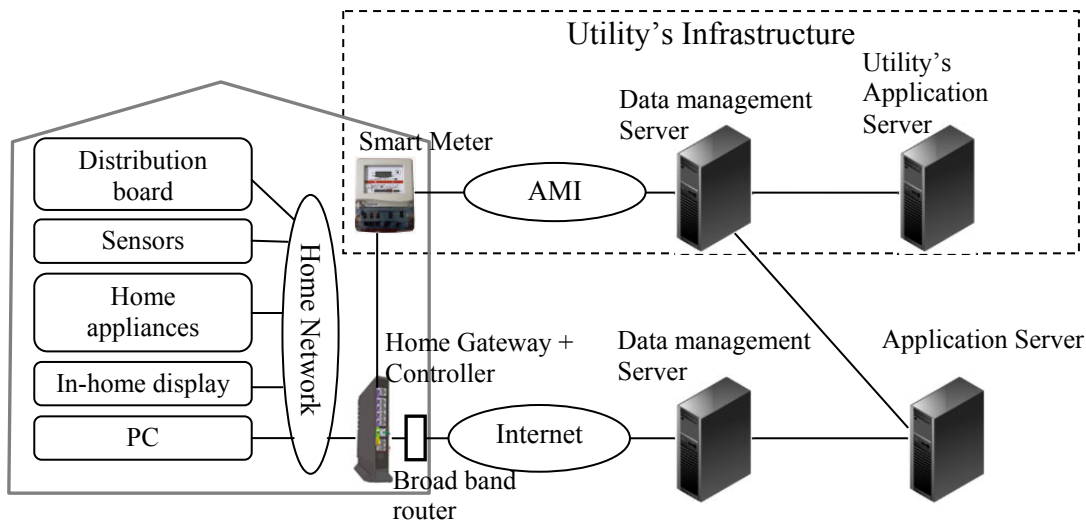 Utility's Infrastructure
Utility's
Application
Server
Data management
Server
Smart Meter
AMI
Distribution
board
Sensors
Home
appliances
In-home display
PC
Home Network
Home Gateway +
Controller
Broad band
router
Internet
Data management
Server
Application Server